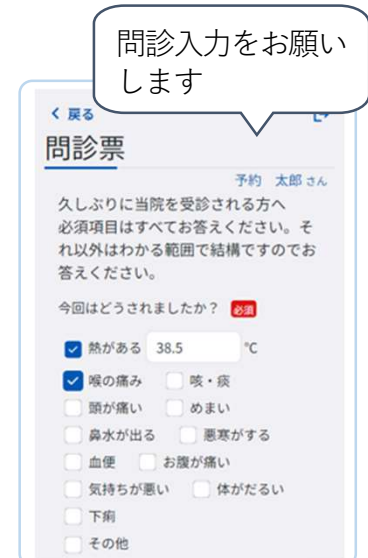 問診入力をお願い
します
戻る
問診票
予約 太郎 さん
久しぶりに当院を受診される方へ
必須項目はすべてお答えください。そ
れ以外はわかる範囲で結構ですのでお
答えください。
今回はどうされましたか？ 必須
熱がある 38.5 ℃
喉の痛み 咳・痰
頭が痛い めまい
鼻水が出る 悪寒がする
血便 お腹が痛い
気持ちが悪い 体がだるい
下痢
その他